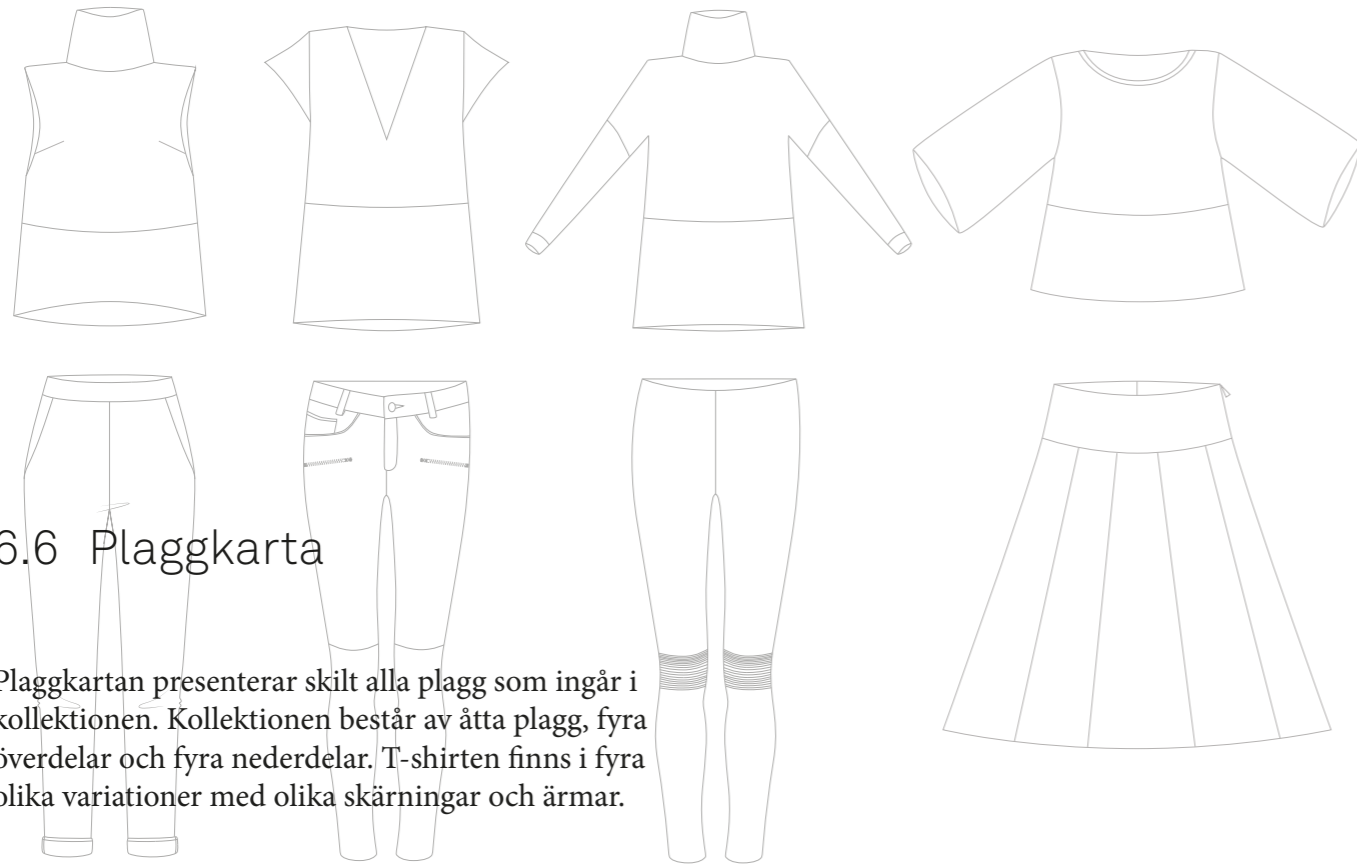 6.6 Plaggkarta
Plaggkartan presenterar skilt alla plagg som ingår i
kollektionen. Kollektionen består av åtta plagg, fyra
överdelar och fyra nederdelar. T-shirten finns i fyra
olika variationer med olika skärningar och ärmar.